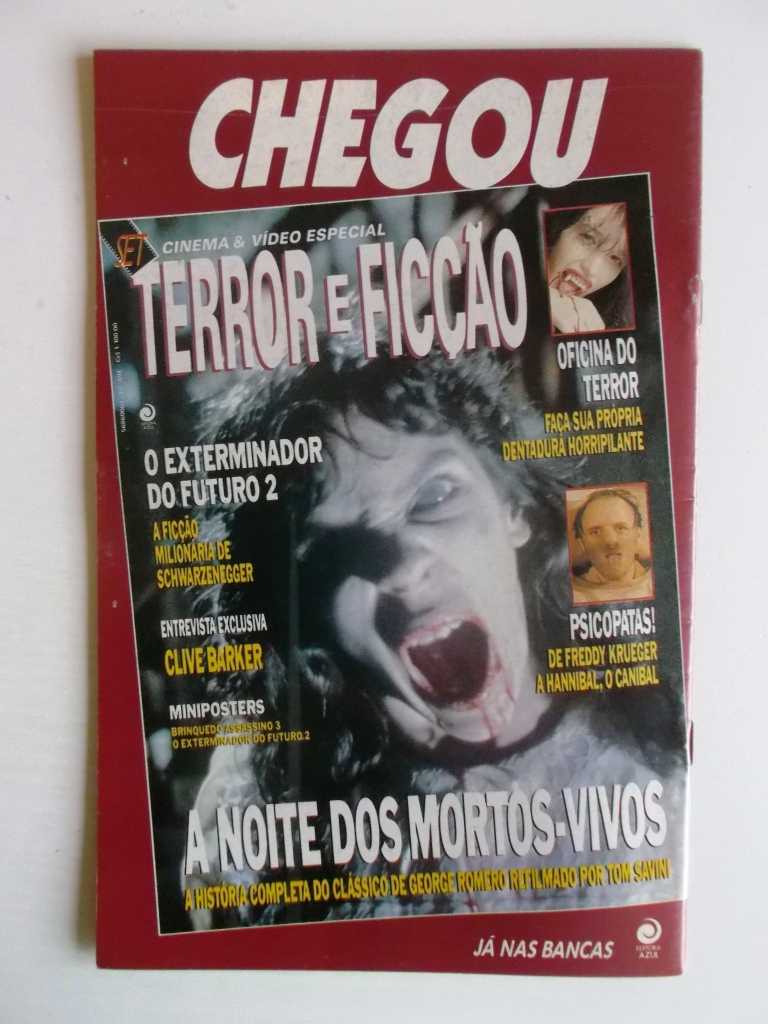 CHEGOU
SET
CINEMA & VÍDEO ESPECIAL
TERROR E FICÇÃO
OFICINA DO
TERROR
FAÇA SUA PRÓPRIA
DENTADURA HORRIPILANTE
O EXTERMINADOR
DO FUTURO 2
A FICÇÃO
MILIONÁRIA DE
SCHWARZENEGGER
ENTREVISTA EXCLUSIVA
CLIVE BARKER
MINIPOSTERS
BRINQUEDO ASSASSINO 3
O EXTERMINADOR DO FUTURO 2
PSICOPATAS!
DE FREDDY KRUEGER
A HANNIBAL, O CANIBAL
A NOITE DOS MORTOS-VIVOS
A HISTÓRIA COMPLETA DO CLÁSSICO DE GEORGE ROMERO REFILMADO POR TOM SAVINI
JÁ NAS BANCAS
EDITORA
AZUL